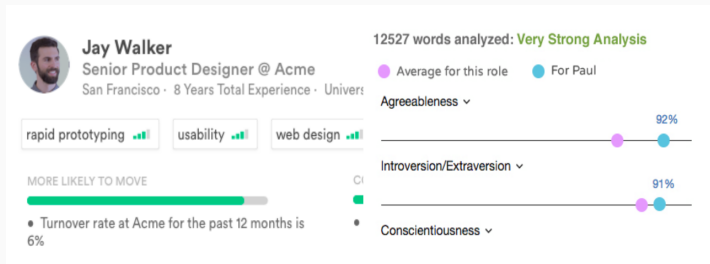 Jay Walker
Senior Product Designer @ Acme
San Francisco · 8 Years Total Experience · Univers
rapid prototyping
usability
web design
MORE LIKELY TO MOVE
• Turnover rate at Acme for the past 12 months is
6%
•
12527 words analyzed: Very Strong Analysis
Average for this role
For Paul
Agreeableness
92%
Introversion/Extraversion
91%
Conscientiousness